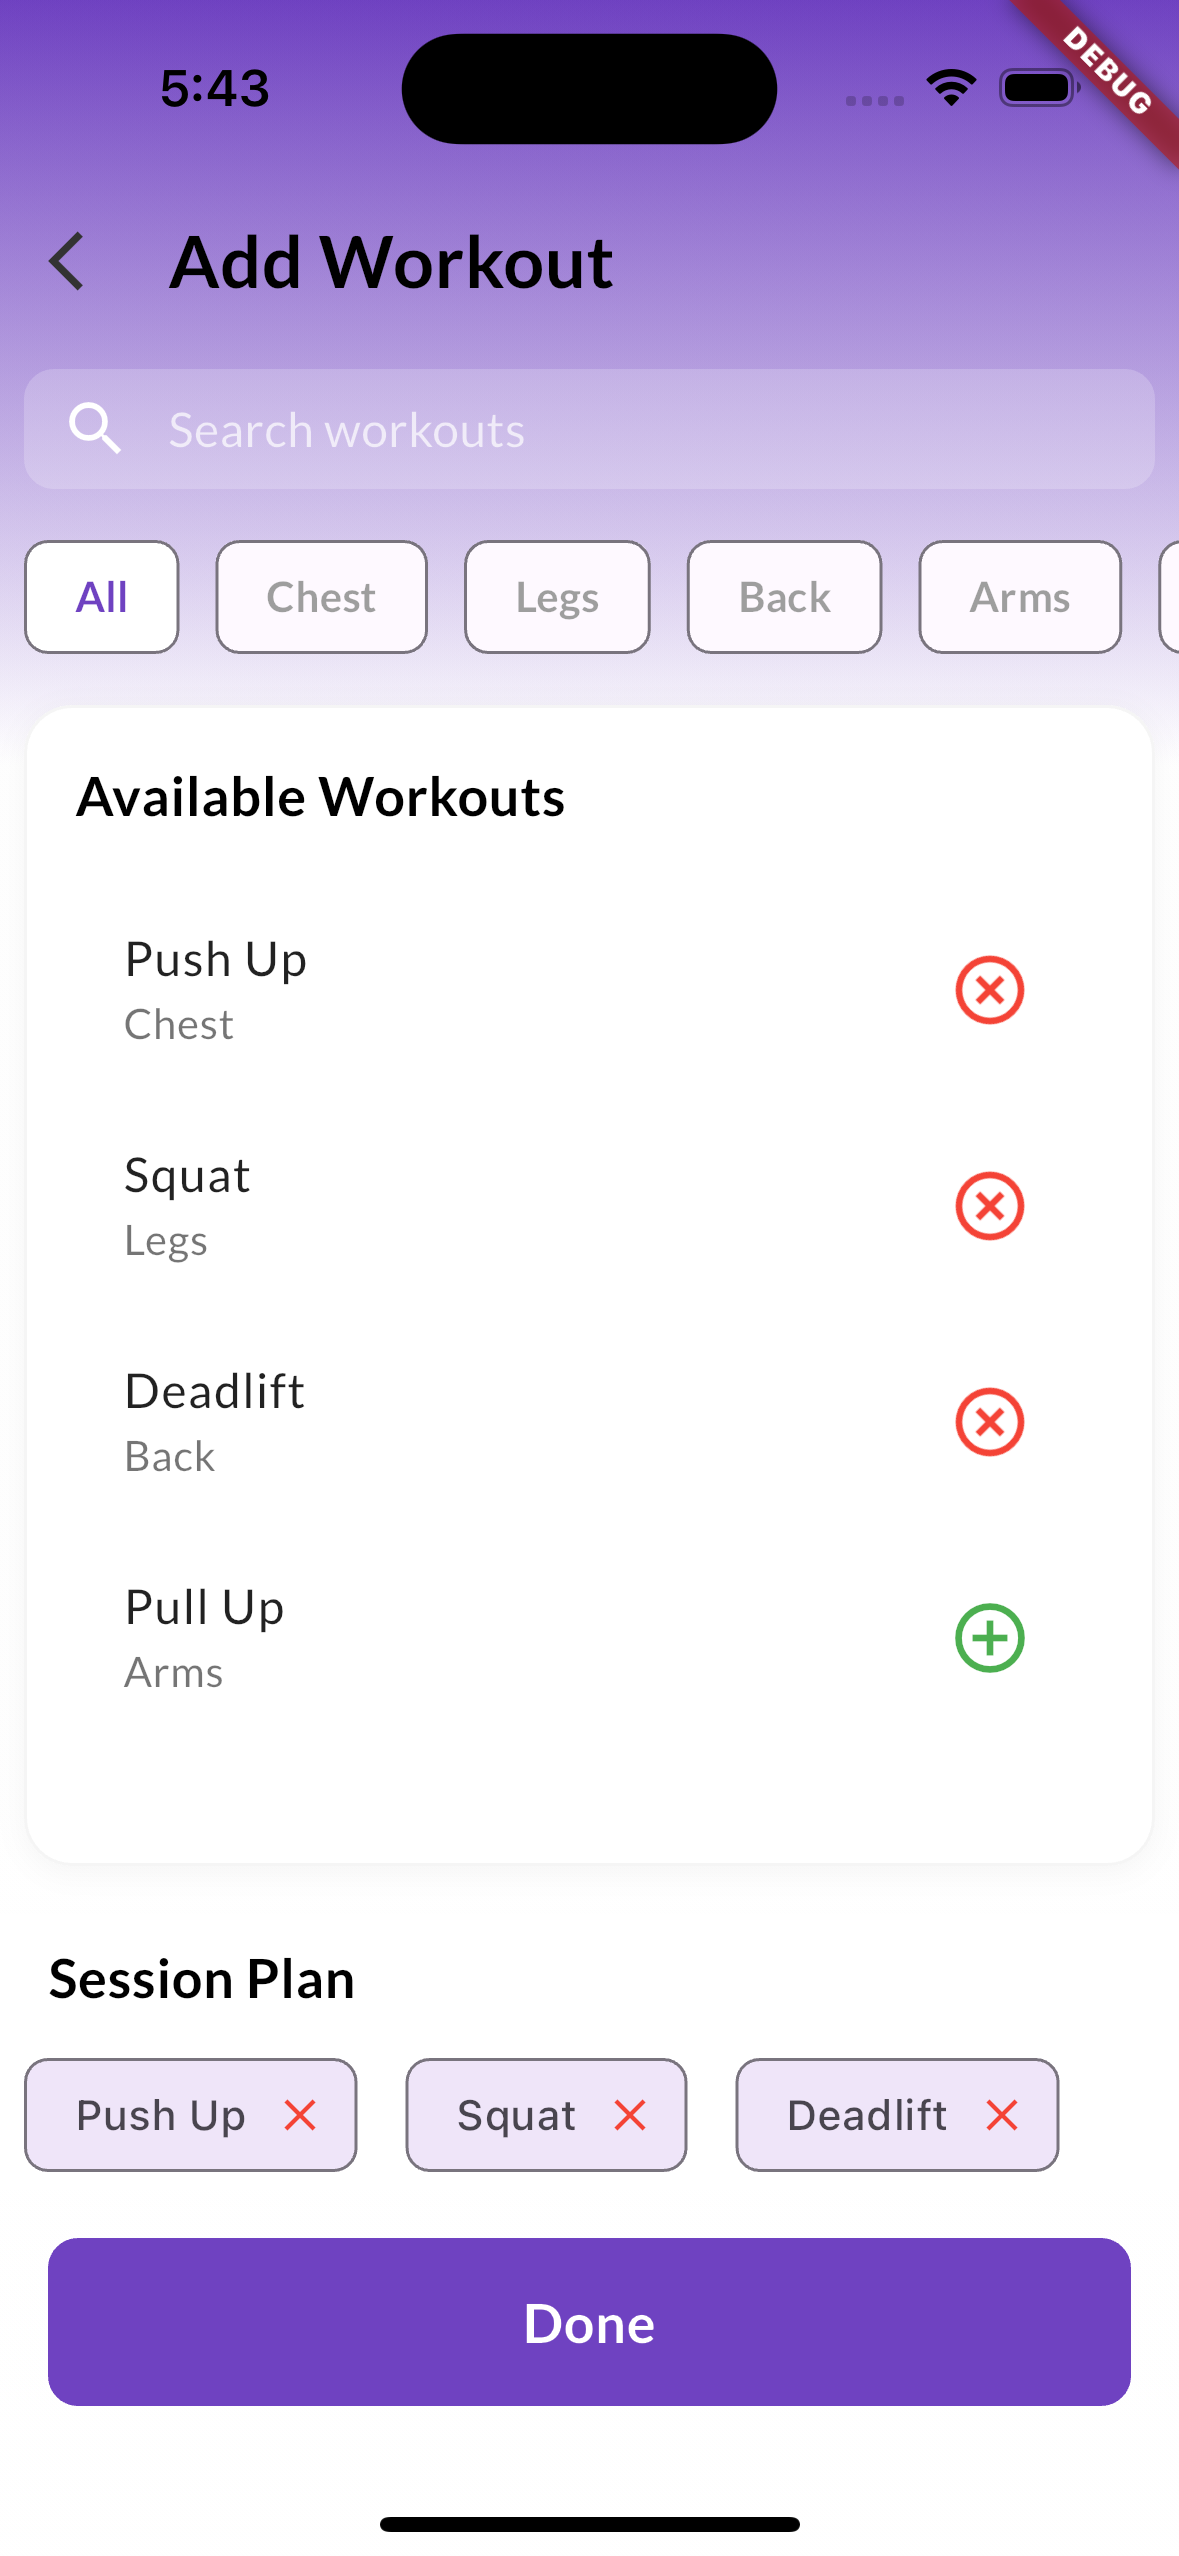 5:43
DEBUG
Add Workout
Search workouts
All Chest Legs Back Arms
Available Workouts
Push Up
Chest
Squat
Legs
Deadlift
Back
Pull Up
Arms
Session Plan
Push Up Squat Deadlift
Done